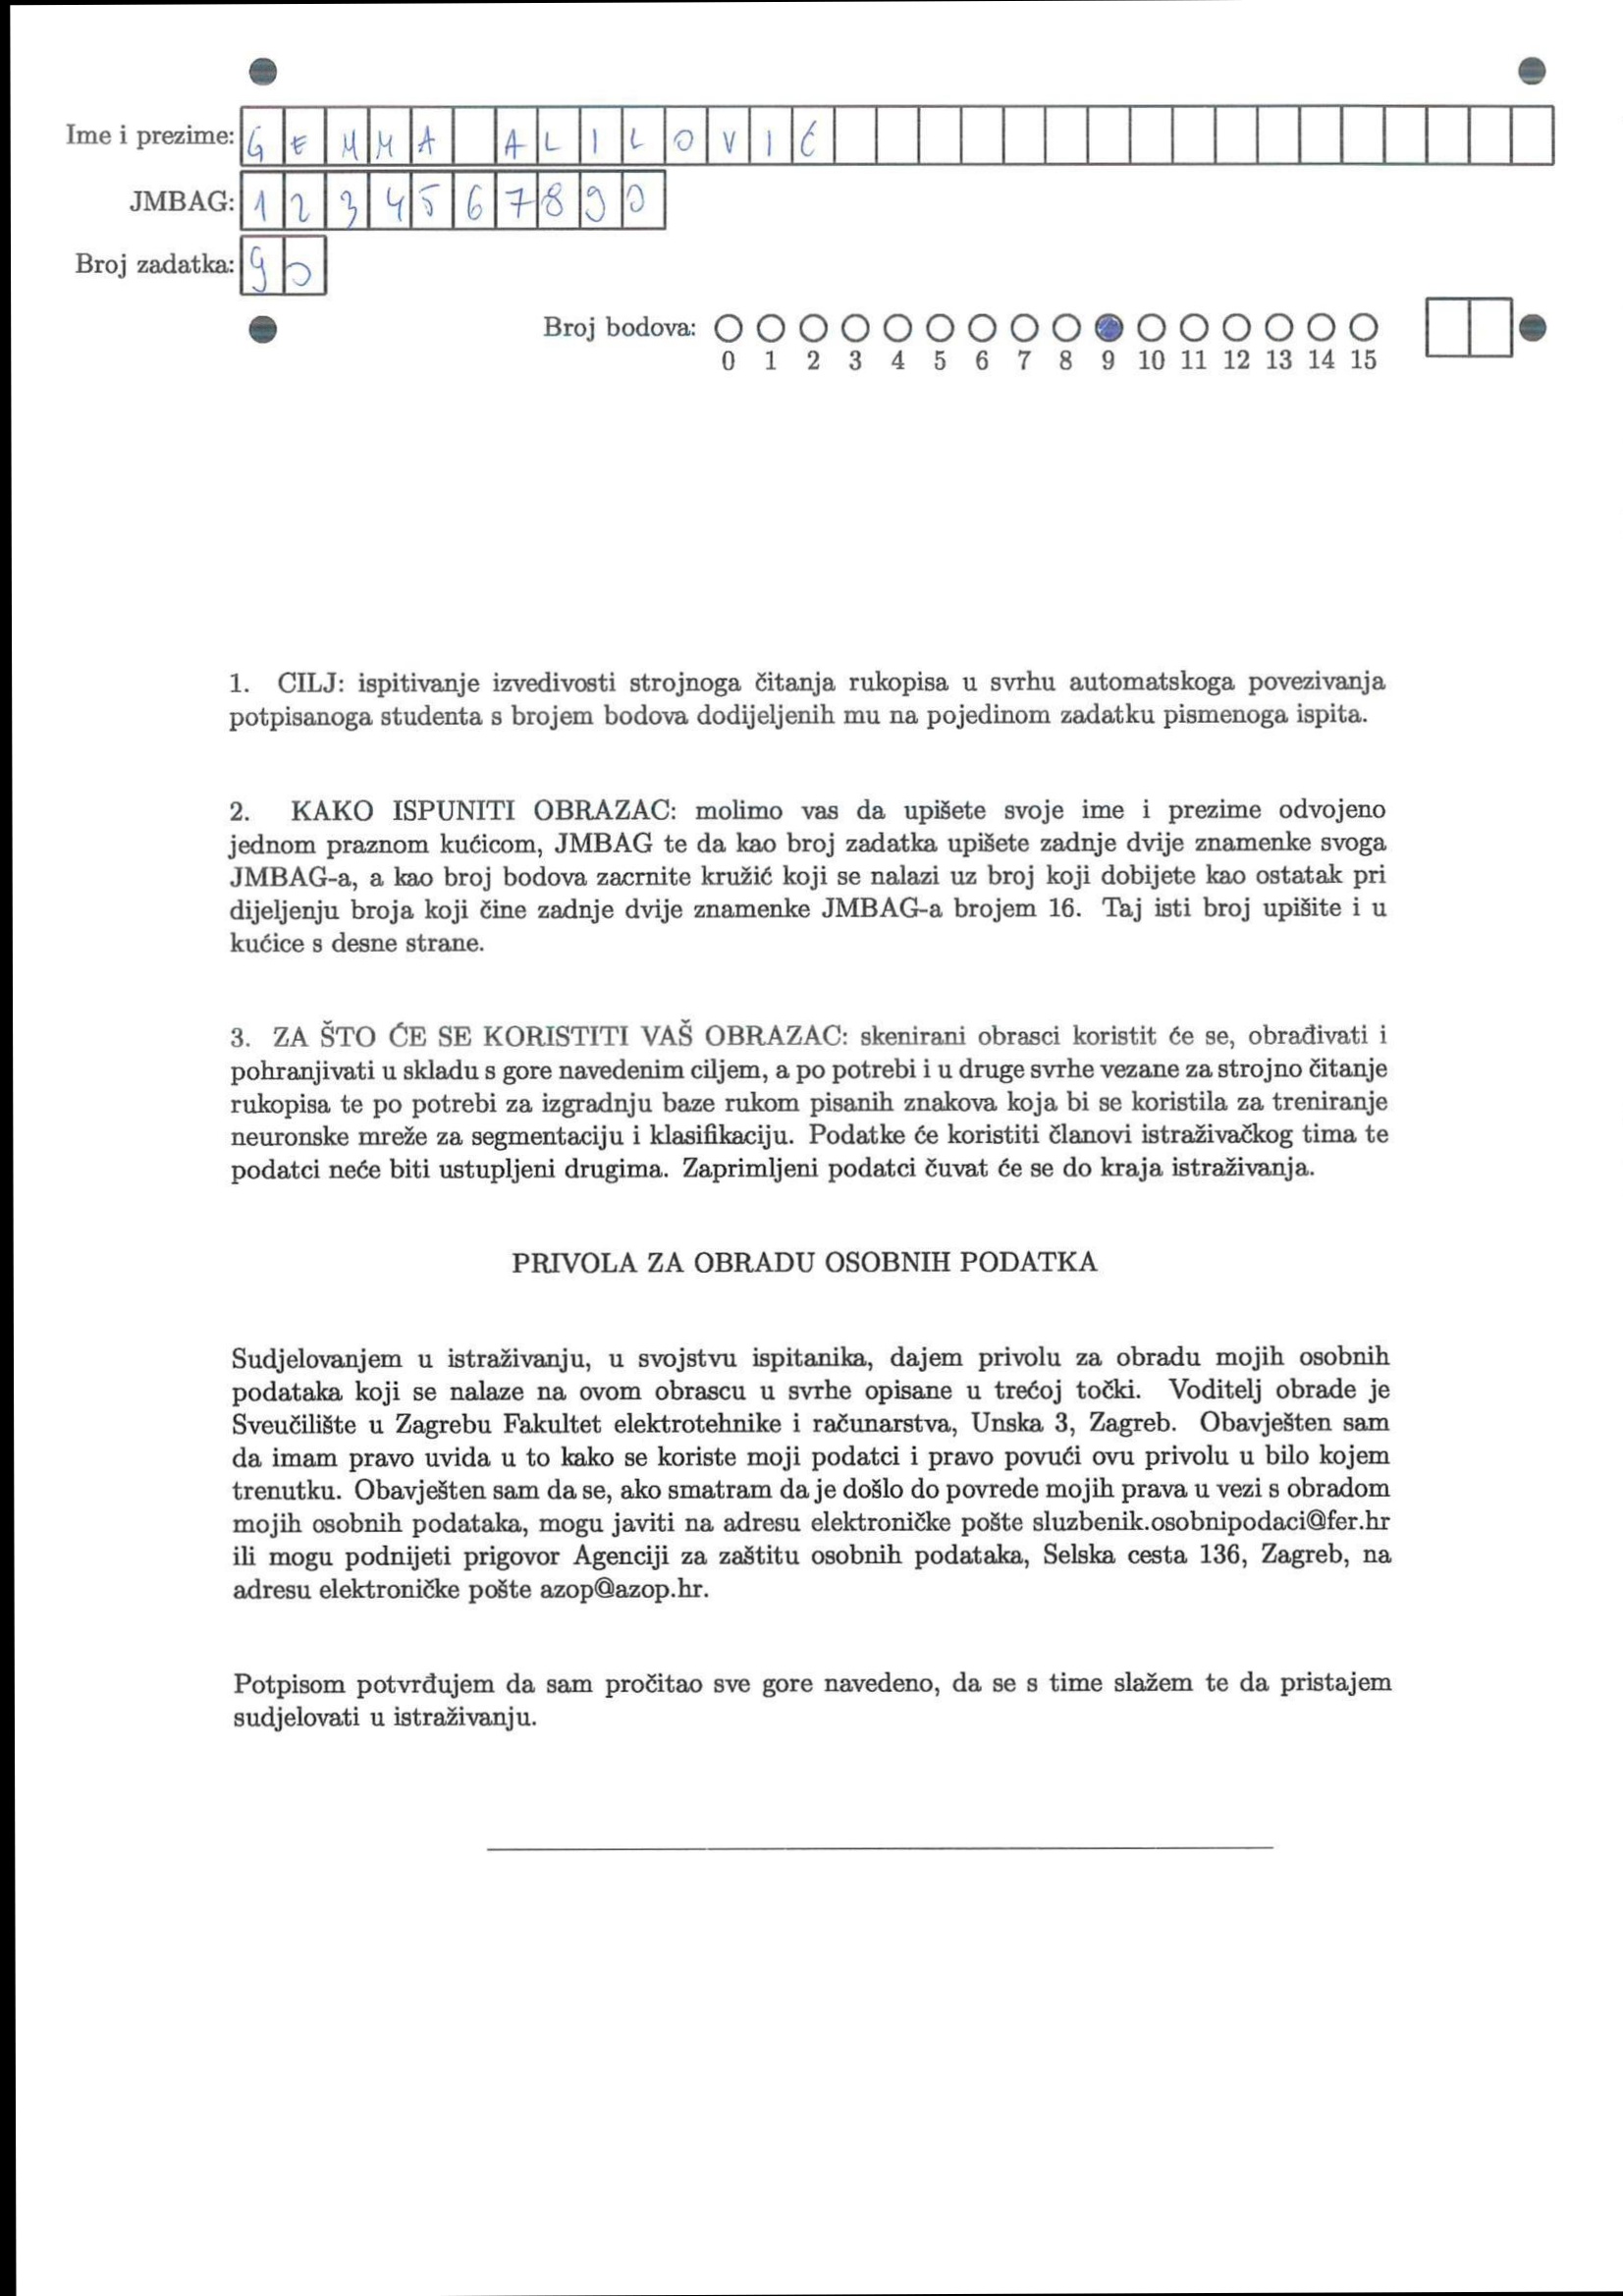 Ime i prezime: GEMMA ALILOVIĆ
JMBAG: 1234567890
Broj zadatka: 90
Broj bodova:
0 1 2 3 4 5 6 7 8 9 10 11 12 13 14 15
1. CILJ: ispitivanje izvedivosti strojnoga čitanja rukopisa u svrhu automatskoga povezivanja
potpisanoga studenta s brojem bodova dodijeljenih mu na pojedinom zadatku pismenoga ispita.
2. KAKO ISPUNITI OBRAZAC: molimo vas da upišete svoje ime i prezime odvojeno
jednom praznom kućicom, JMBAG te da kao broj zadatka upišete zadnje dvije znamenke svoga
JMBAG-a, a kao broj bodova zacrnite kružić koji se nalazi uz broj koji dobijete kao ostatak pri
dijeljenju broja koji čine zadnje dvije znamenke JMBAG-a brojem 16. Taj isti broj upišite i u
kućice s desne strane.
3. ZA ŠTO ĆE SE KORISTITI VAŠ OBRAZAC: skenirani obrasci koristit će se, obrađivati i
pohranjivati u skladu s gore navedenim ciljem, a po potrebi i u druge svrhe vezane za strojno čitanje
rukopisa te po potrebi za izgradnju baze rukom pisanih znakova koja bi se koristila za treniranje
neuronske mreže za segmentaciju i klasifikaciju. Podatke će koristiti članovi istraživačkog tima te
podatci neće biti ustupljeni drugima. Zaprimljeni podatci čuvat će se do kraja istraživanja.
PRIVOLA ZA OBRADU OSOBNIH PODATKA
Sudjelovanjem u istraživanju, u svojstvu ispitanika, dajem privolu za obradu mojih osobnih
podataka koji se nalaze na ovom obrascu u svrhe opisane u trećoj točki. Voditelj obrade je
Sveučilište u Zagrebu Fakultet elektrotehnike i računarstva, Unska 3, Zagreb. Obavješten sam
da imam pravo uvida u to kako se koriste moji podatci i pravo povući ovu privolu u bilo kojem
trenutku. Obavješten sam da se, ako smatram da je došlo do povrede mojih prava u vezi s obradom
mojih osobnih podataka, mogu javiti na adresu elektroničke pošte sluzbenik.osobnipodaci@fer.hr
ili mogu podnijeti prigovor Agenciji za zaštitu osobnih podataka, Selska cesta 136, Zagreb, na
adresu elektroničke pošte azop@azop.hr.
Potpisom potvrđujem da sam pročitao sve gore navedeno, da se s time slažem te da pristajem
sudjelovati u istraživanju.